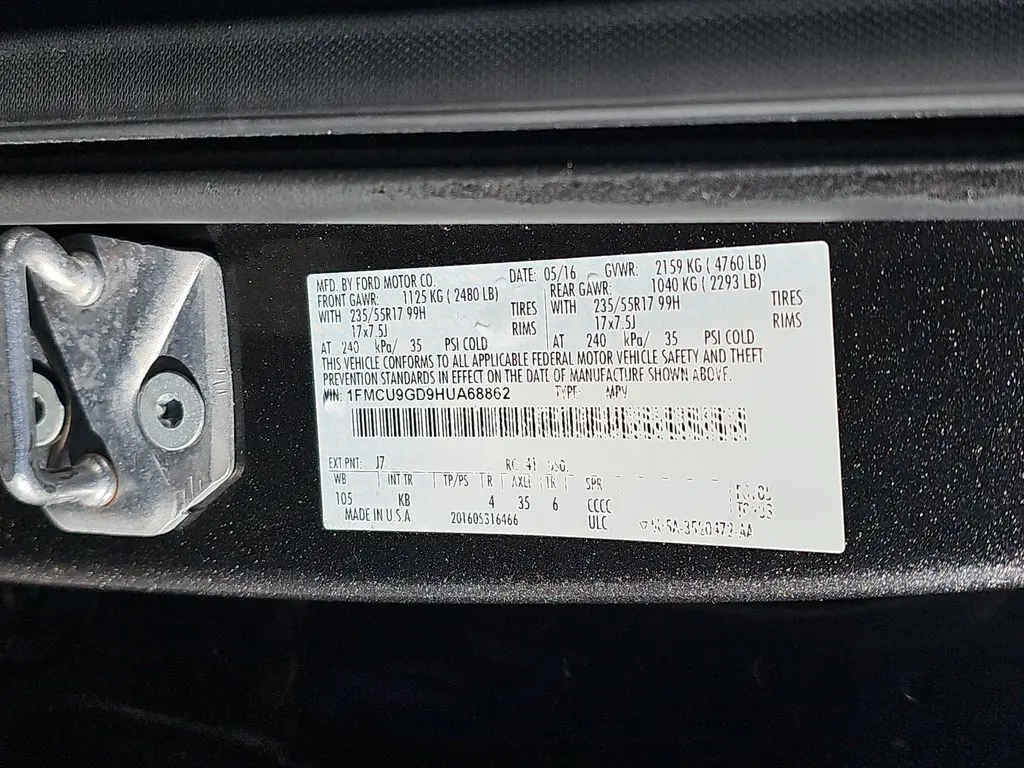 MFD. BY FORD MOTOR CO. DATE: 05/16 GVWR: 2159 KG ( 4760 LB)
FRONT GAWR: 1125 KG ( 2480 LB) REAR GAWR: 1040 KG ( 2293 LB)
WITH 235/55R17 99H TIRES WITH 235/55R17 99H TIRES
17x7.5J RIMS 17x7.5J RIMS
AT 240 kPa/ 35 PSI COLD AT 240 kPa/ 35 PSI COLD
THIS VEHICLE CONFORMS TO ALL APPLICABLE FEDERAL MOTOR VEHICLE SAFETY AND THEFT
PREVENTION STANDARDS IN EFFECT ON THE DATE OF MANUFACTURE SHOWN ABOVE.
VIN: 1FMCU9GD9HUA68862 TYPE: MPV
EXT PNT: J7 RC: 41
WB INT TR TP/PS R AXLE TR SPR
105 KB 4 35 6 CCCC
MADE IN U.S.A. 201605316466 ULC